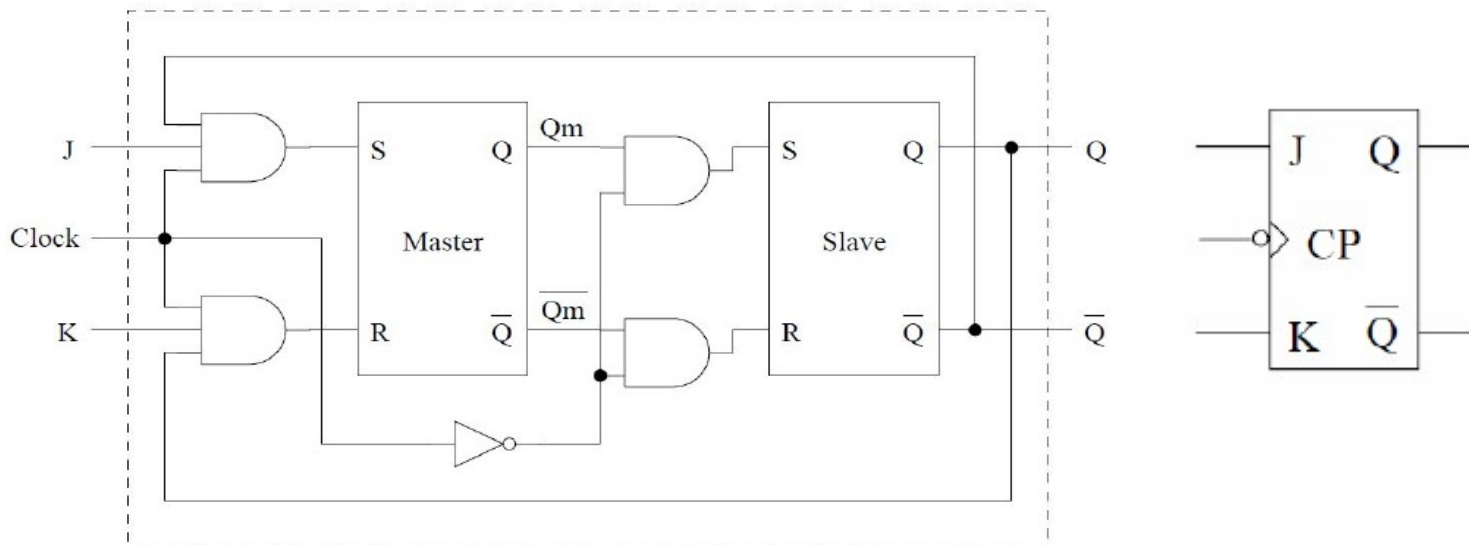 Qm
J S Q S Q Q
Clock Master Slave
Q̅m̅
K R Q̅ R Q̅ Q̅
J Q
CP
K Q̅